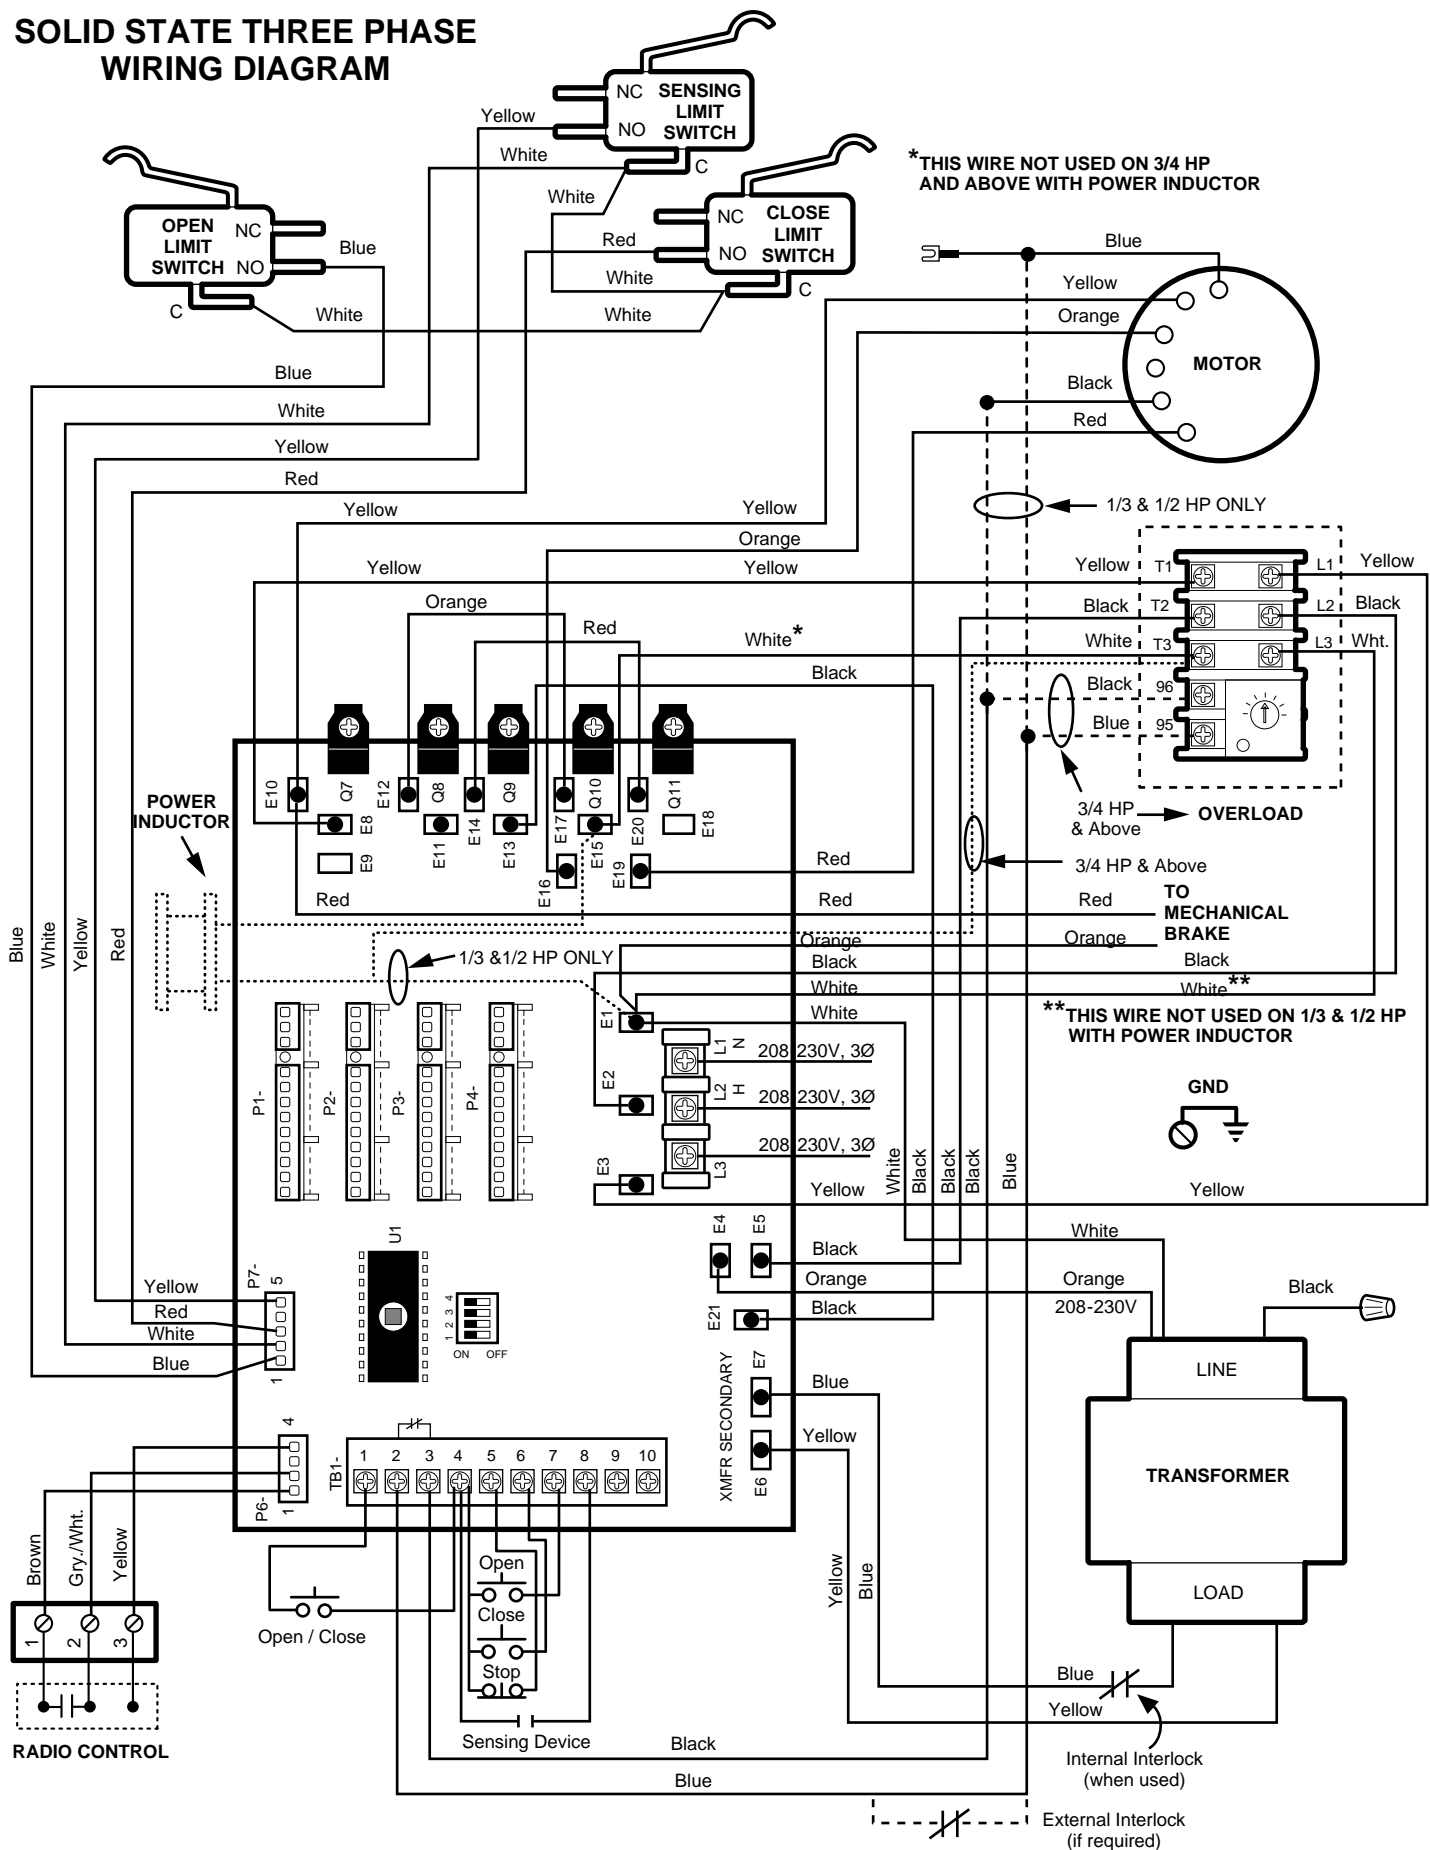 SOLID STATE THREE PHASE
WIRING DIAGRAM
NC
SENSING
LIMIT
SWITCH
NO
C
Yellow
White
White
NC
CLOSE
LIMIT
SWITCH
NO
C
Red
White
White
OPEN
LIMIT
SWITCH
NC
NO
C
Blue
White
*THIS WIRE NOT USED ON 3/4 HP
AND ABOVE WITH POWER INDUCTOR
Blue
Yellow
Orange
MOTOR
Black
Red
Blue
White
Yellow
Red
Yellow
Yellow
Orange
1/3 & 1/2 HP ONLY
Yellow
Yellow
Yellow
T1
L1
Yellow
Orange
Black
T2
L2
Black
Red
White*
White
T3
L3
Wht.
Black
Black
96
Blue
95
3/4 HP
& Above
OVERLOAD
3/4 HP & Above
POWER
INDUCTOR
E10
Q7
E12
Q8
Q9
Q10
Q11
E8
E9
E11
E14
E13
E17
E15
E20
E18
E16
E19
Red
Red
Red
Red
TO
MECHANICAL
BRAKE
Orange
Orange
1/3 &1/2 HP ONLY
Black
Black
White
White**
White
**THIS WIRE NOT USED ON 1/3 & 1/2 HP
WITH POWER INDUCTOR
Blue
White
Yellow
Red
E1
L1
N
208-230V, 3Ø
E2
L2
H
208-230V, 3Ø
E3
L3
208-230V, 3Ø
P1-
P2-
P3-
P4-
GND
White
Black
Black
Black
Blue
Yellow
Yellow
U1
E4
E5
White
Black
Orange
Orange
208-230V
Black
E21
Black
P7-
5
1
Yellow
Red
White
Blue
1 2 3 4
ON
OFF
LINE
TRANSFORMER
LOAD
E7
XMFR SECONDARY
E6
Blue
Yellow
4
P6-
1
TB1-
1 2 3 4 5 6 7 8 9 10
Brown
Gry./Wht.
Yellow
1
2
3
RADIO CONTROL
Open / Close
Open
Close
Stop
Sensing Device
Yellow
Blue
Blue
Yellow
Internal Interlock
(when used)
Black
Blue
External Interlock
(if required)